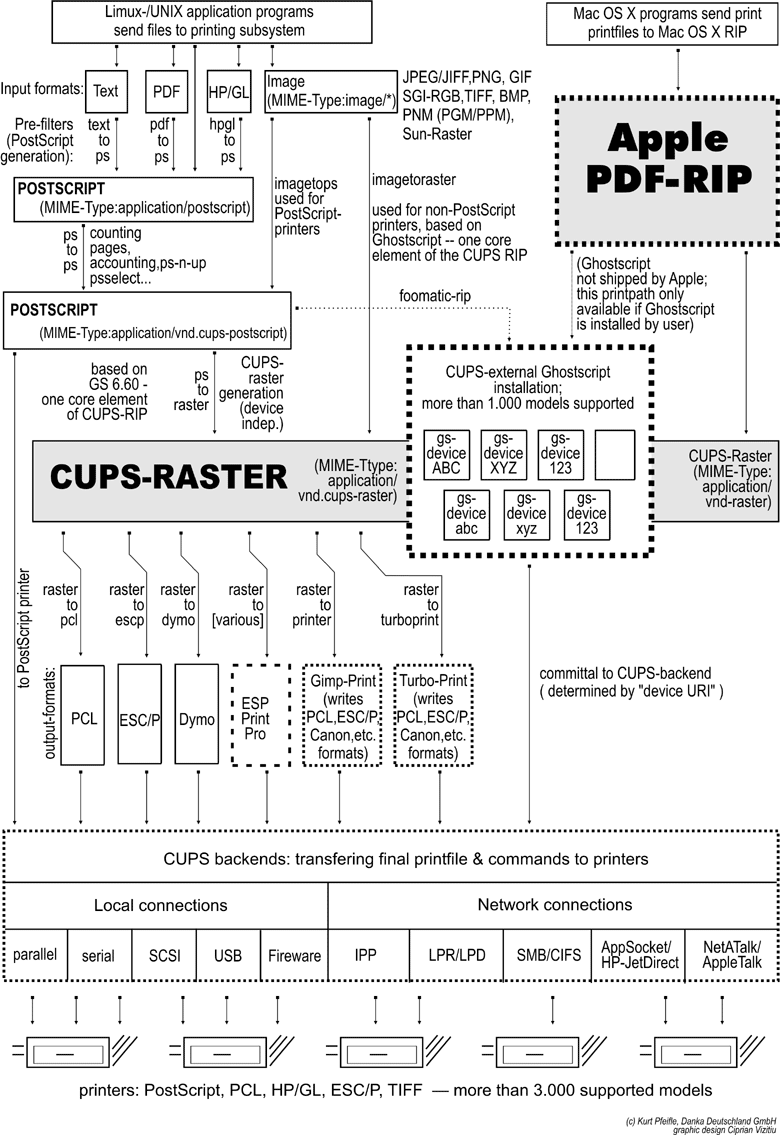 Limux-/UNIX application programs
send files to printing subsystem
Mac OS X programs send print
printfiles to Mac OS X RIP
Input formats:
Text
PDF
HP/GL
Image
(MIME-Type:image/*)
JPEG/JIFF,PNG, GIF
SGI-RGB,TIFF, BMP,
PNM (PGM/PPM),
Sun-Raster
Apple
PDF-RIP
Pre-filters
(PostScript
generation):
text
to
ps
pdf
to
ps
hpgl
to
ps
POSTSCRIPT
(MIME-Type:application/postscript)
imagetops
used for
PostScript-
printers
imagetoraster
used for non-PostScript
printers, based on
Ghostscript -- one core
element of the CUPS RIP
ps
to
ps
counting
pages,
accounting,ps-n-up
psselect...
(Ghostscript
not shipped by Apple;
this printpath only
available if Ghostscript
is installed by user)
POSTSCRIPT
(MIME-Type:application/vnd.cups-postscript)
foomatic-rip
based on
GS 6.60 -
one core element
of CUPS-RIP
ps
to
raster
CUPS-
raster
generation
(device
indep.)
CUPS-external Ghostscript
installation;
more than 1.000 models supported
gs-
device
ABC
gs-
device
XYZ
gs-
device
123
gs-
device
abc
gs-
device
xyz
gs-
device
123
CUPS-RASTER
(MIME-Ttype:
application/
vnd.cups-raster)
CUPS-Raster
(MIME-Type:
application/
vnd-raster)
to PostScript printer
raster
to
pcl
raster
to
escp
raster
to
dymo
raster
to
[various]
raster
to
printer
raster
to
turboprint
output-formats:
PCL
ESC/P
Dymo
ESP
Print
Pro
Gimp-Print
(writes
PCL,ESC/P,
Canon,etc.
formats)
Turbo-Print
(writes
PCL,ESC/P,
Canon,etc.
formats)
committal to CUPS-backend
( determined by "device URI" )
CUPS backends: transfering final printfile & commands to printers
Local connections
Network connections
parallel
serial
SCSI
USB
Fireware
IPP
LPR/LPD
SMB/CIFS
AppSocket/
HP-JetDirect
NetATalk/
AppleTalk
printers: PostScript, PCL, HP/GL, ESC/P, TIFF — more than 3.000 supported models
(c) Kurt Pfeifle, Danka Deutschland GmbH
graphic design Ciprian Vizitiu